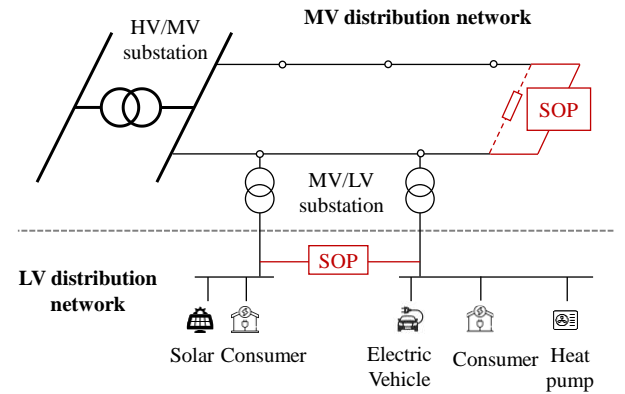 MV distribution network
HV/MV
substation
SOP
MV/LV
substation
SOP
LV distribution
network
Solar Consumer
Electric
Vehicle
Consumer
Heat
pump